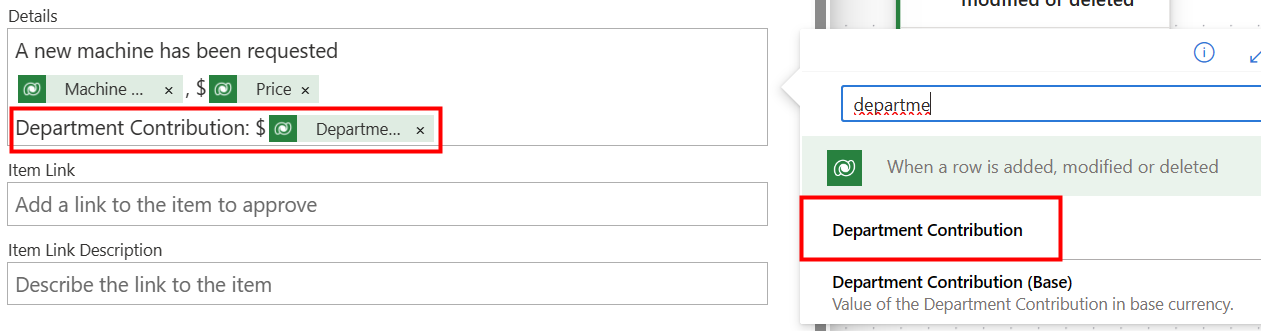 Details
A new machine has been requested
Machine ... × , $ Price ×
Department Contribution: $ Departme... ×
Item Link
Add a link to the item to approve
Item Link Description
Describe the link to the item
modified or deleted
departme
When a row is added, modified or deleted
Department Contribution
Department Contribution (Base)
Value of the Department Contribution in base currency.